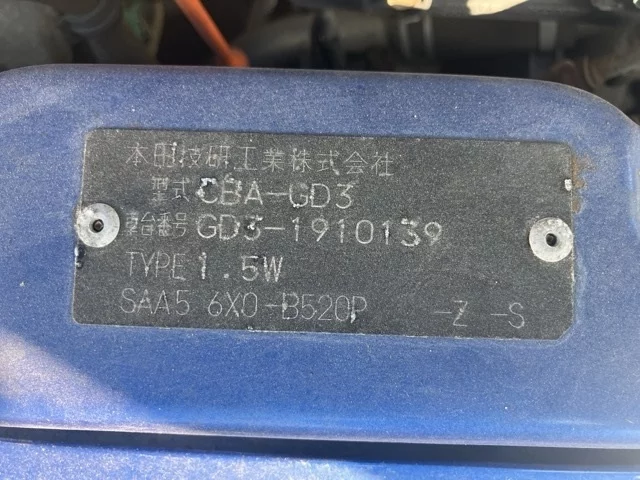 本田技研工業株式会社
型式 CBA-GD3
車台番号 GD3-1910139
TYPE 1.5W
SAA5 6X0-B520P -Z -S